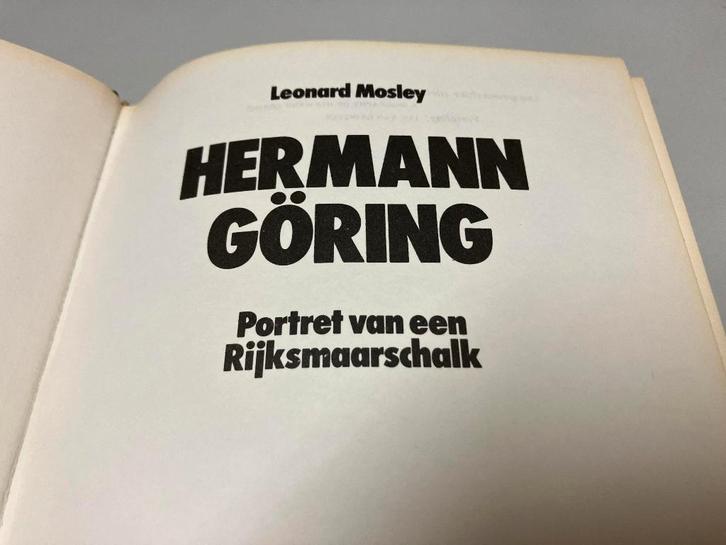 Leonard Mosley
HERMANN
GÖRING
Portret van een
Rijksmaarschalk